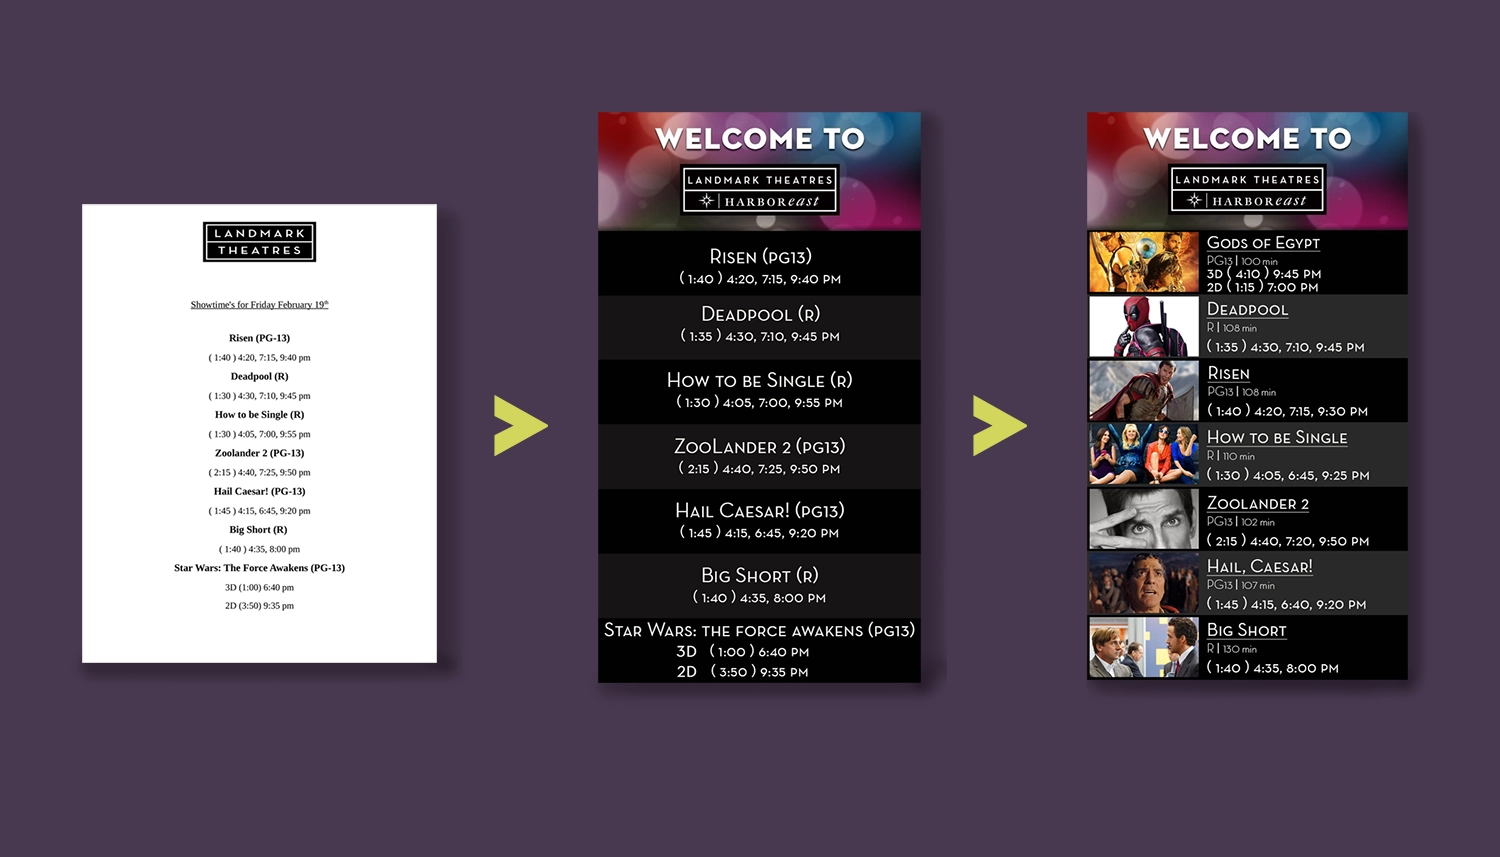 LANDMARK
THEATRES
Showtime's for Friday February 19th
Risen (PG-13)
( 1:40 ) 4:20, 7:15, 9:40 pm
Deadpool (R)
( 1:30 ) 4:30, 7:10, 9:45 pm
How to be Single (R)
( 1:30 ) 4:05, 7:00, 9:55 pm
Zoolander 2 (PG-13)
( 2:15 ) 4:40, 7:25, 9:50 pm
Hail Caesar! (PG-13)
( 1:45 ) 4:15, 6:45, 9:20 pm
Big Short (R)
( 1:40 ) 4:35, 8:00 pm
Star Wars: The Force Awakens (PG-13)
3D (1:00) 6:40 pm
2D (3:50) 9:35 pm
>
WELCOME TO
LANDMARK THEATRES
HARBOReast
RISEN (PG13)
( 1:40 ) 4:20, 7:15, 9:40 PM
DEADPOOL (R)
( 1:35 ) 4:30, 7:10, 9:45 PM
HOW TO BE SINGLE (R)
( 1:30 ) 4:05, 7:00, 9:55 PM
ZOOLANDER 2 (PG13)
( 2:15 ) 4:40, 7:25, 9:50 PM
HAIL CAESAR! (PG13)
( 1:45 ) 4:15, 6:45, 9:20 PM
BIG SHORT (R)
( 1:40 ) 4:35, 8:00 PM
STAR WARS: THE FORCE AWAKENS (PG13)
3D ( 1:00 ) 6:40 PM
2D ( 3:50 ) 9:35 PM
>
WELCOME TO
LANDMARK THEATRES
HARBOReast
GODS OF EGYPT
PG13 | 100 min
3D ( 4:10 ) 9:45 PM
2D ( 1:15 ) 7:00 PM
DEADPOOL
R | 108 min
( 1:35 ) 4:30, 7:10, 9:45 PM
RISEN
PG13 | 108 min
( 1:40 ) 4:20, 7:15, 9:30 PM
HOW TO BE SINGLE
R | 110 min
( 1:30 ) 4:05, 6:45, 9:25 PM
ZOOLANDER 2
PG13 | 102 min
( 2:15 ) 4:40, 7:20, 9:50 PM
HAIL, CAESAR!
PG13 | 107 min
( 1:45 ) 4:15, 6:40, 9:20 PM
BIG SHORT
R | 130 min
( 1:40 ) 4:35, 8:00 PM